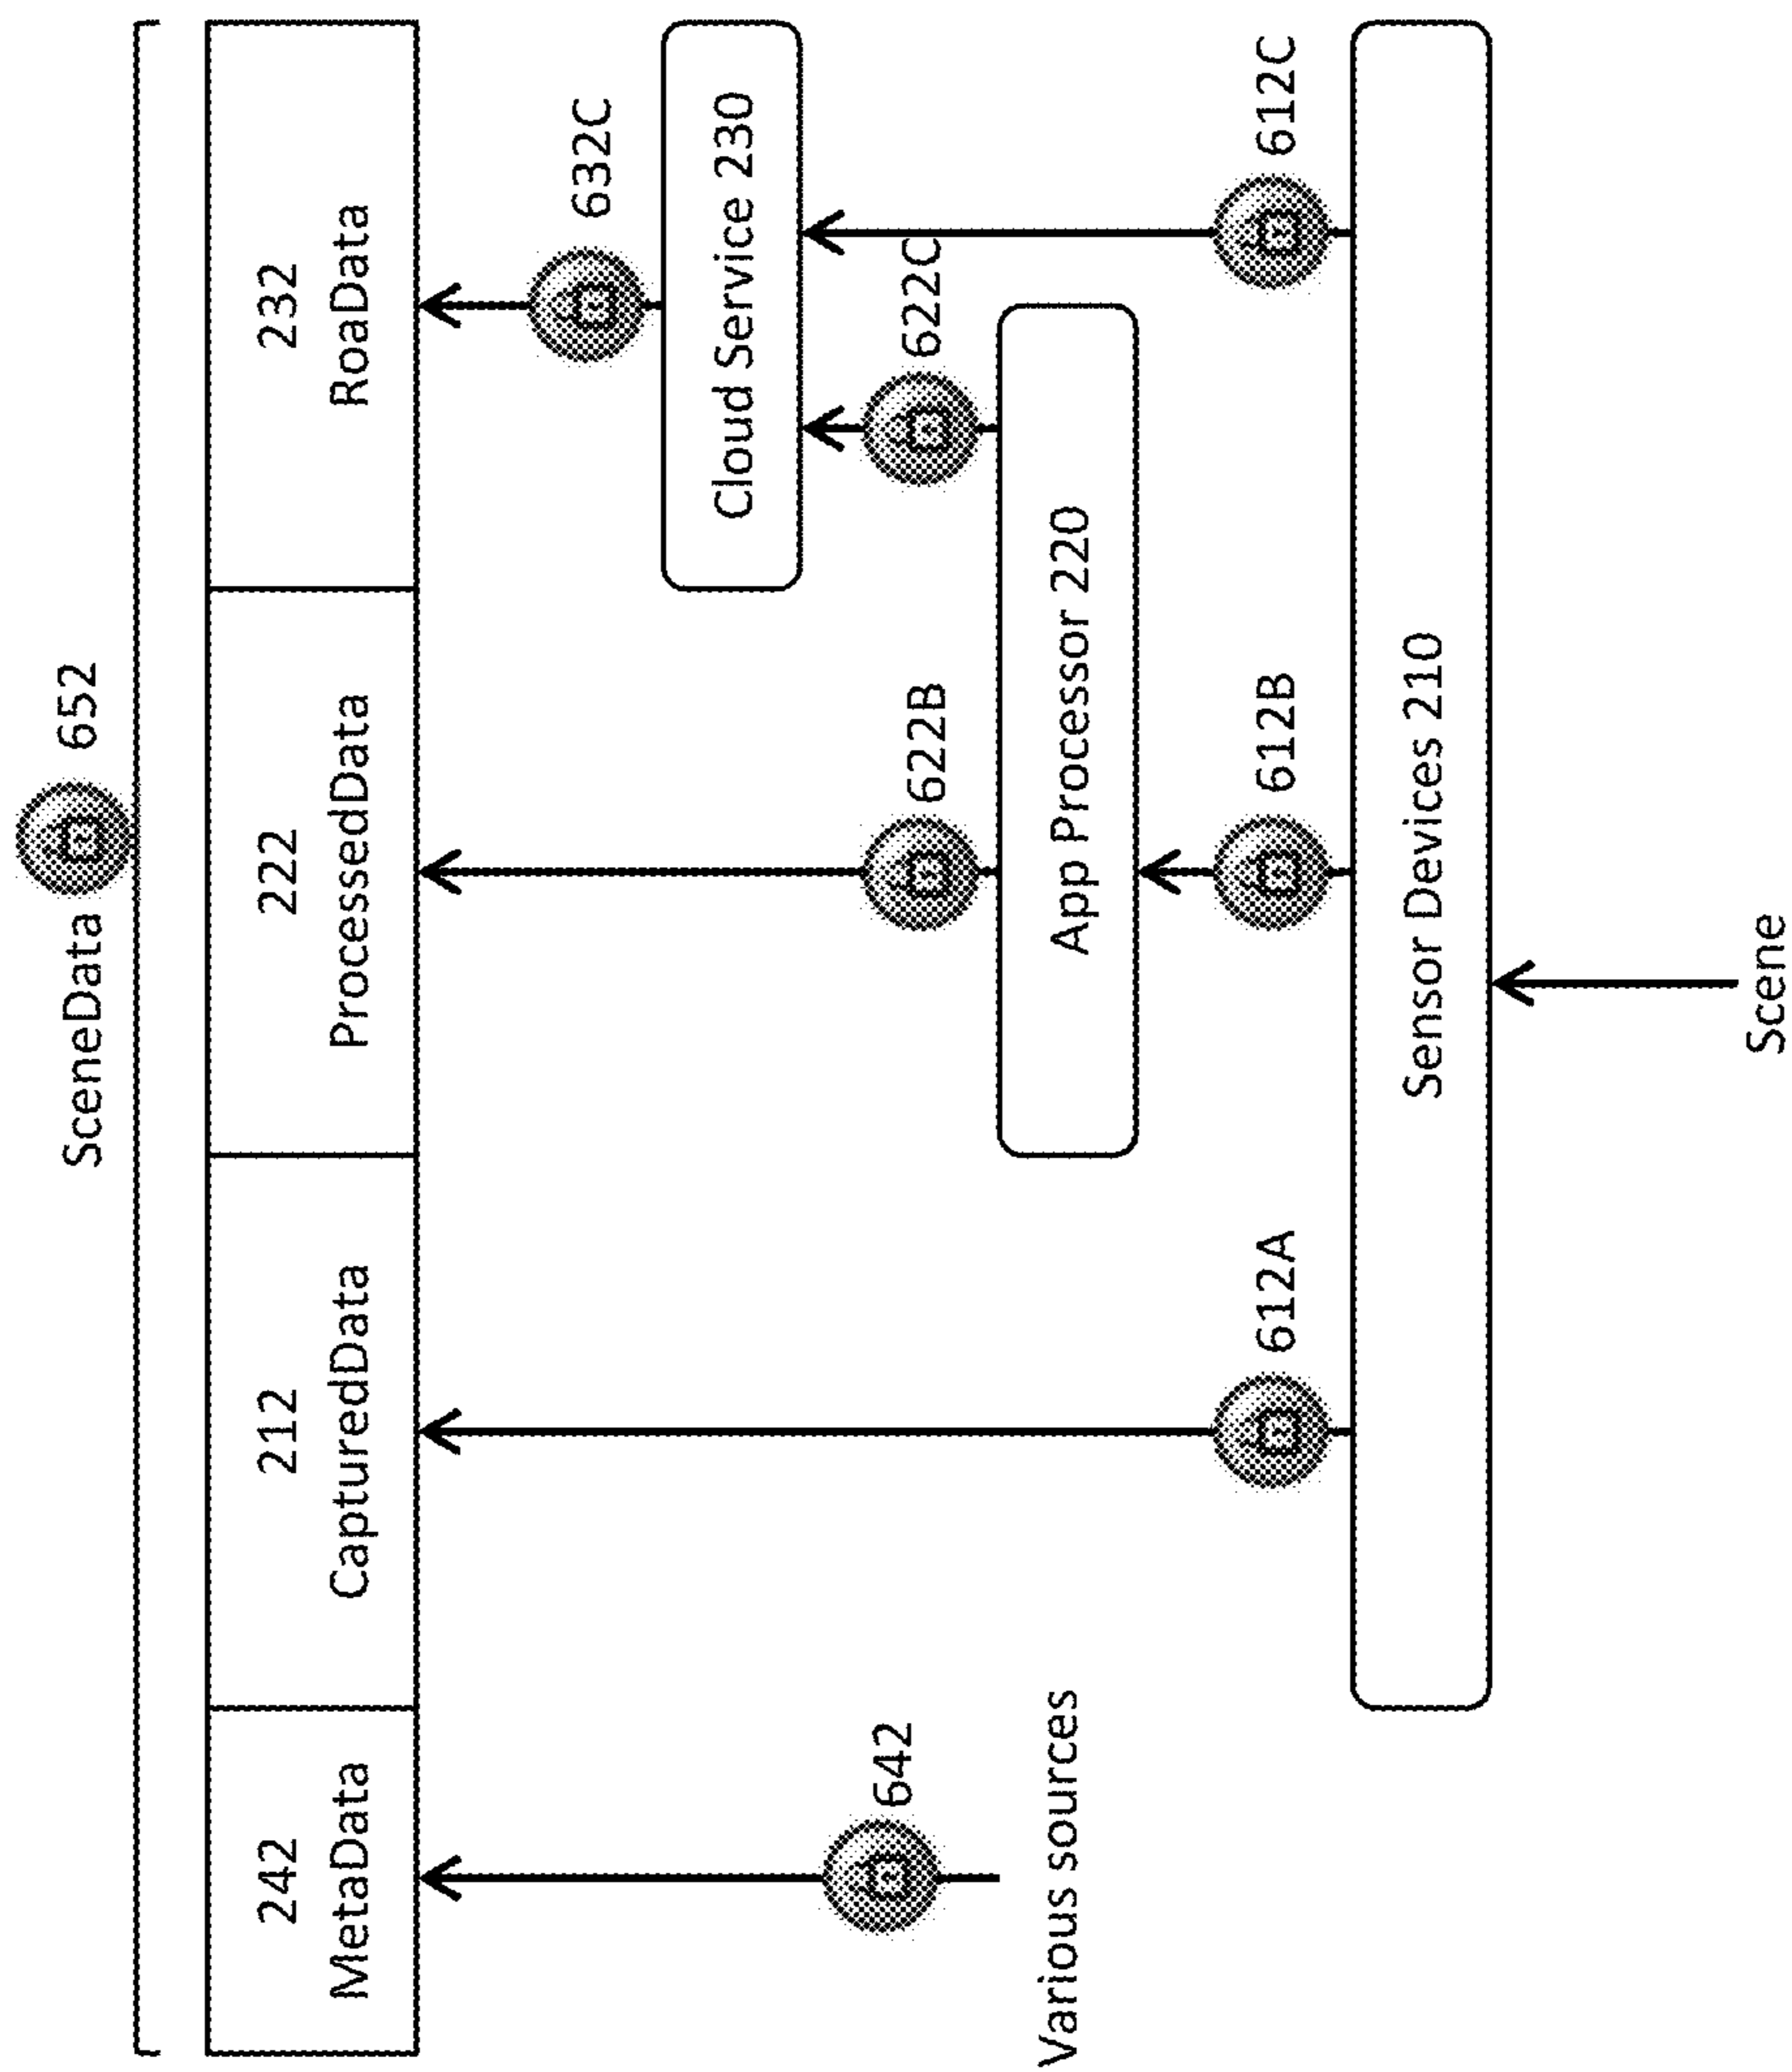 SceneData 652
242
MetaData
212
CapturedData
222
ProcessedData
232
RoaData
632C
Cloud Service 230
642
622B
622C
Various sources
App Processor 220
612A
612B
612C
Sensor Devices 210
Scene